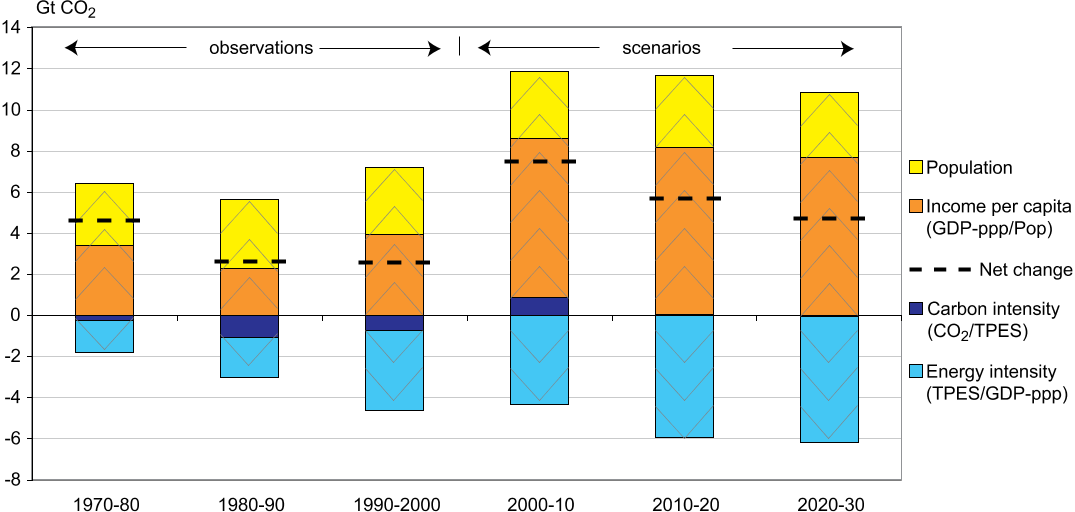 Gt CO₂
14
12
10
8
6
4
2
0
-2
-4
-6
-8
observations
scenarios
1970-80
1980-90
1990-2000
2000-10
2010-20
2020-30
Population
Income per capita
(GDP-ppp/Pop)
Net change
Carbon intensity
(CO₂/TPES)
Energy intensity
(TPES/GDP-ppp)